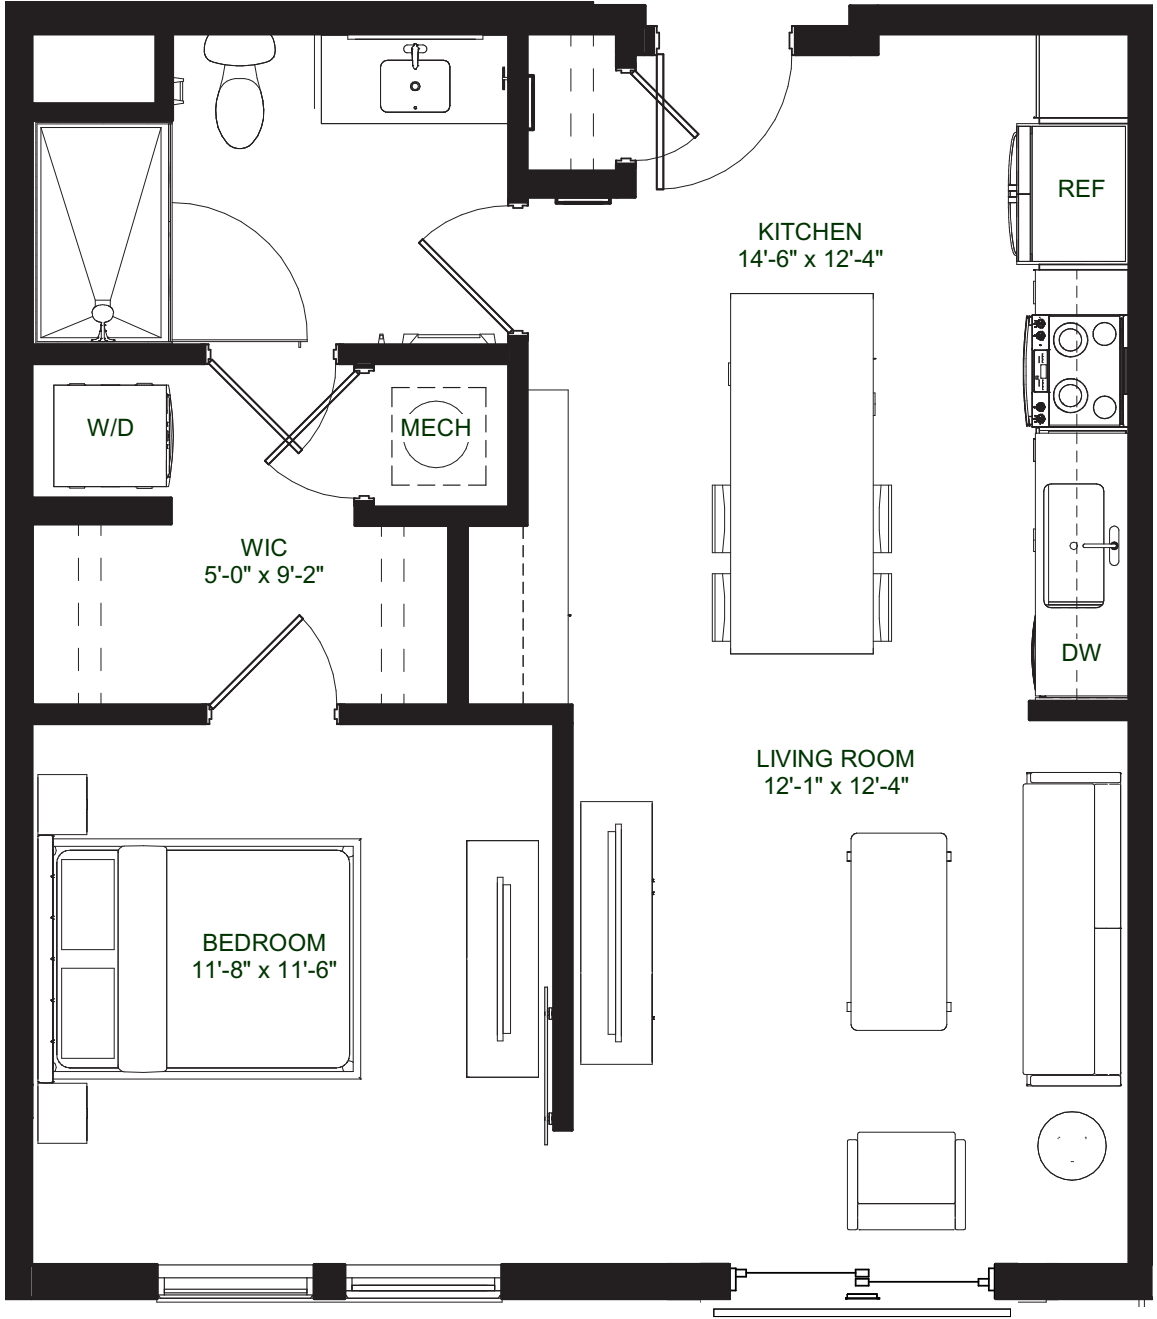 REF
KITCHEN
14'-6" x 12'-4"
W/D
MECH
WIC
5'-0" x 9'-2"
DW
LIVING ROOM
12'-1" x 12'-4"
BEDROOM
11'-8" x 11'-6"